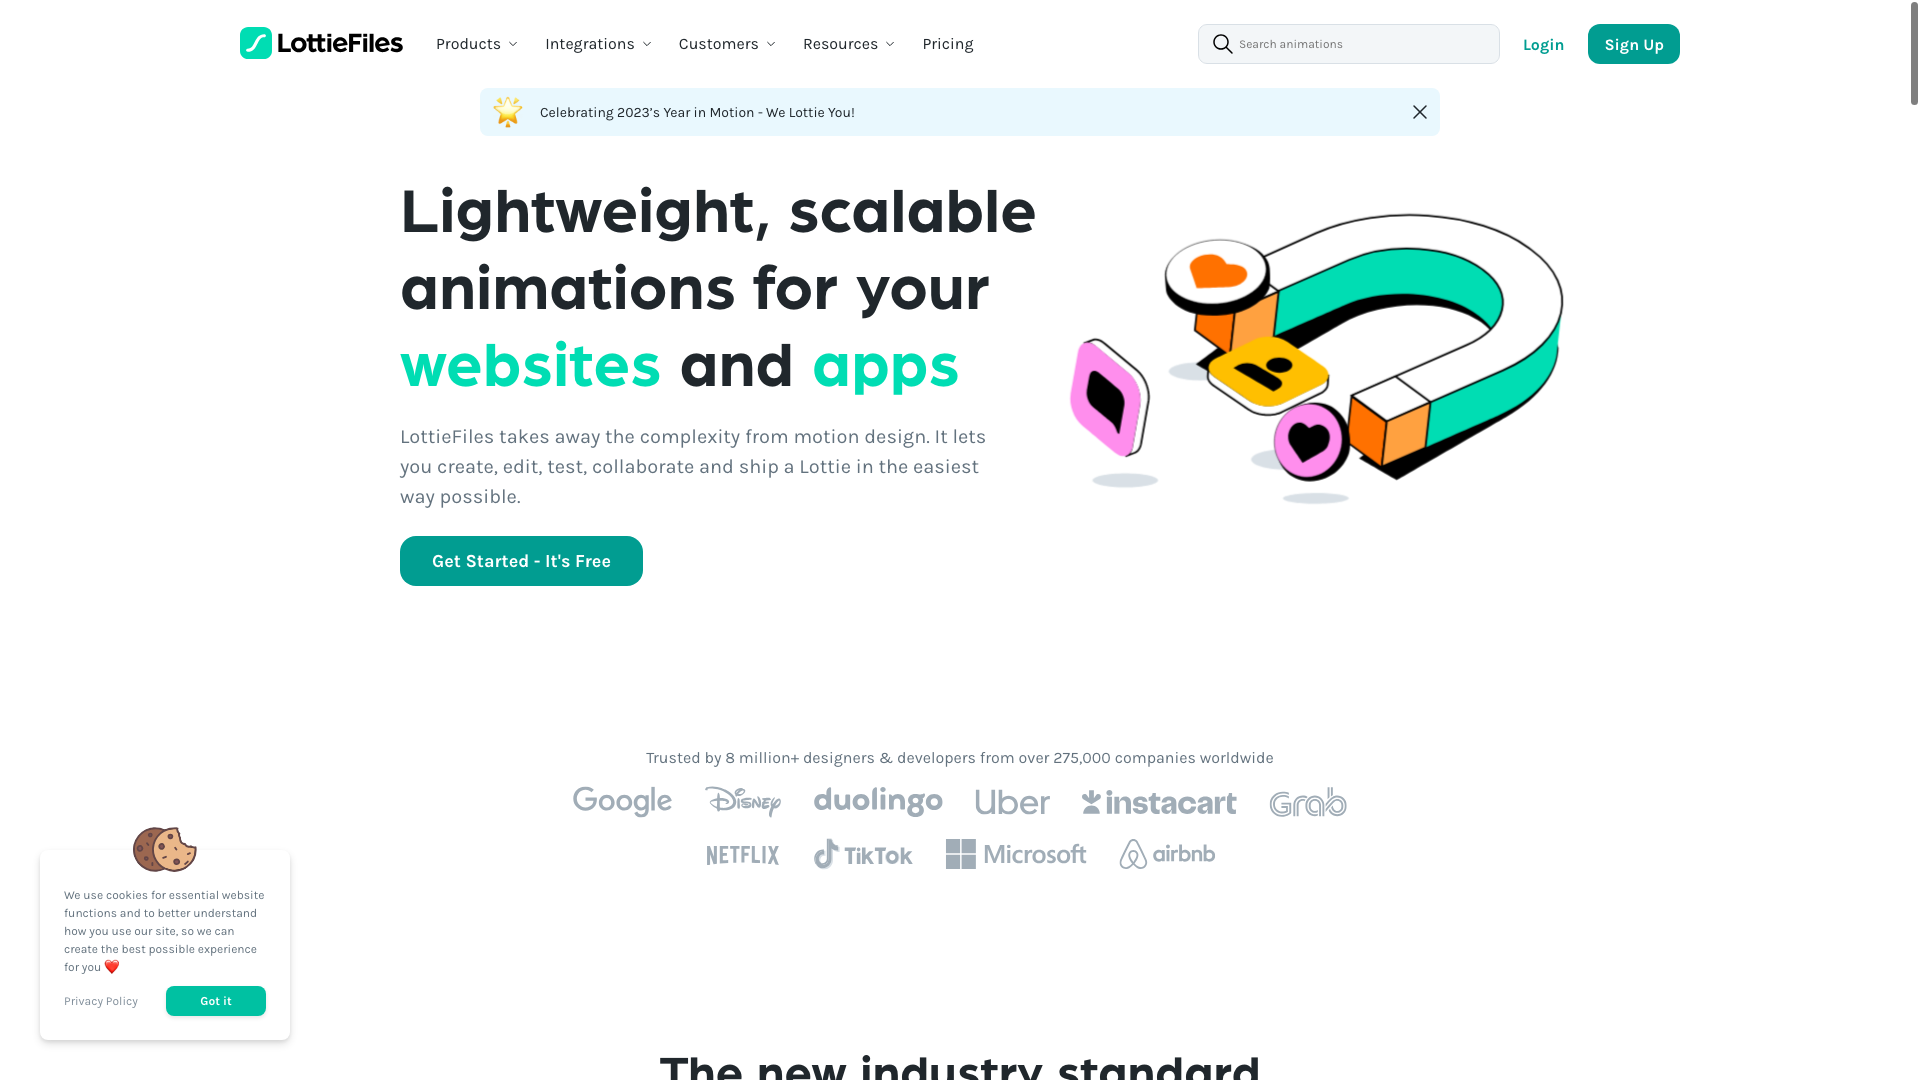 LottieFiles Products Integrations Customers Resources Pricing Search animations Login Sign Up
Celebrating 2023's Year in Motion - We Lottie You!
Lightweight, scalable
animations for your
websites and apps
LottieFiles takes away the complexity from motion design. It lets
you create, edit, test, collaborate and ship a Lottie in the easiest
way possible.
Get Started - It's Free
Trusted by 8 million+ designers & developers from over 275,000 companies worldwide
Google Disney duolingo Uber instacart Grab
NETFLIX TikTok Microsoft airbnb
We use cookies for essential website
functions and to better understand
how you use our site, so we can
create the best possible experience
for you ❤️
Privacy Policy Got it
The new industry standard